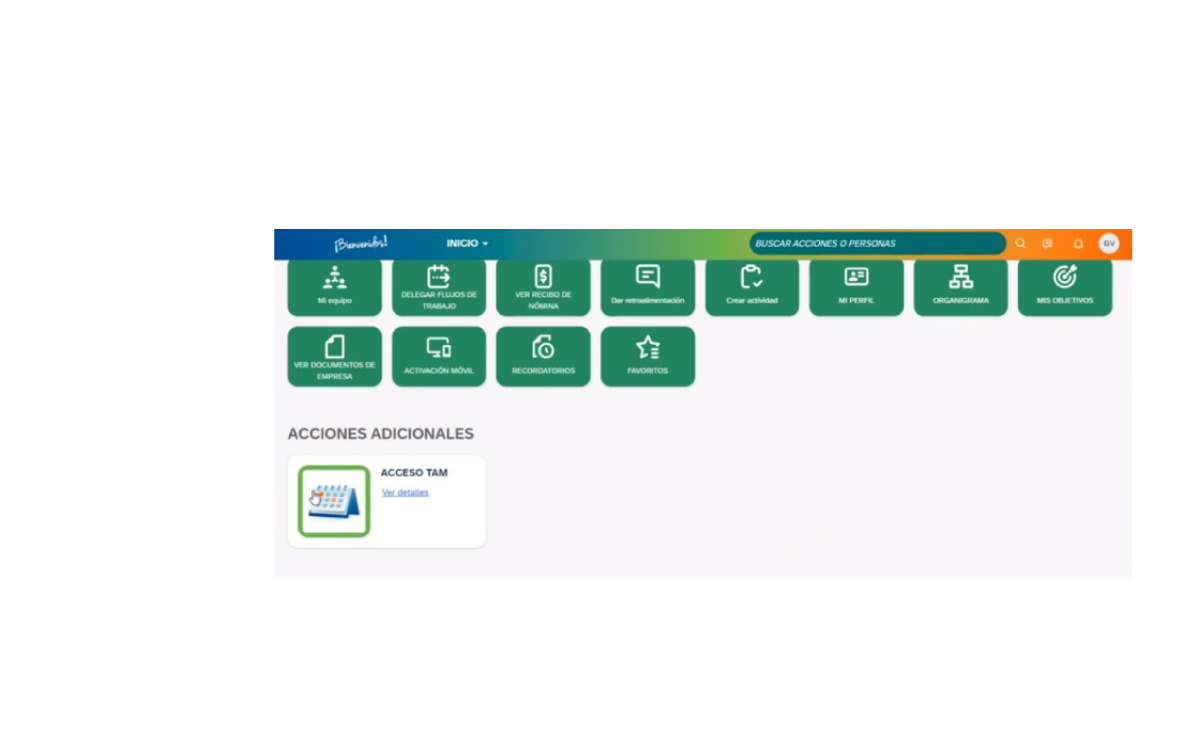 ¡Bienvenidos!
INICIO
BUSCAR ACCIONES O PERSONAS
GV
Mi equipo
DELEGAR FLUJOS DE
TRABAJO
VER RECIBO DE
NÓMINA
Dar retroalimentación
Crear actividad
MI PERFIL
ORGANIGRAMA
MIS OBJETIVOS
VER DOCUMENTOS DE
EMPRESA
ACTIVACIÓN MÓVIL
RECORDATORIOS
FAVORITOS
ACCIONES ADICIONALES
ACCESO TAM
Ver detalles